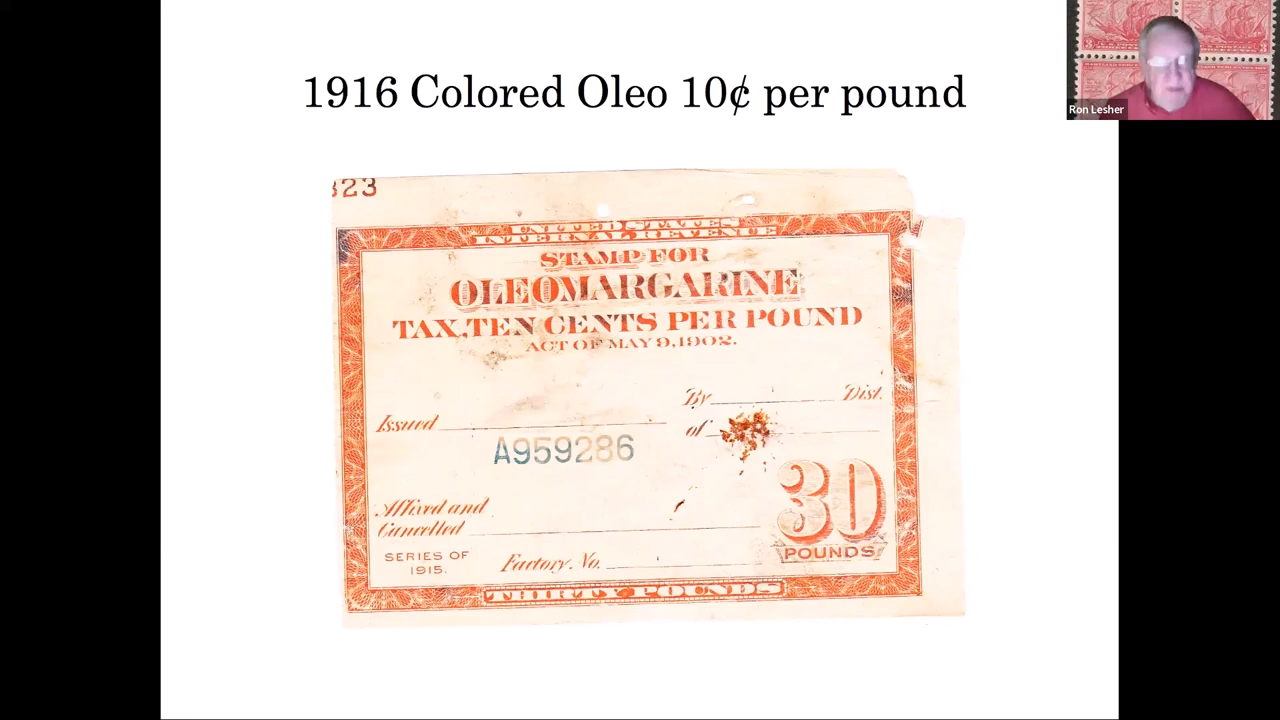 1916 Colored Oleo 10¢ per pound
Ron Lesher
323
UNITED STATES
INTERNAL REVENUE
STAMP FOR
OLEOMARGARINE
TAX, TEN CENTS PER POUND
ACT OF MAY 9, 1902.
By Dist.
Issued of
A959286
Affixed and
Cancelled
30
POUNDS
SERIES OF
1915.
Factory No.
THIRTY POUNDS